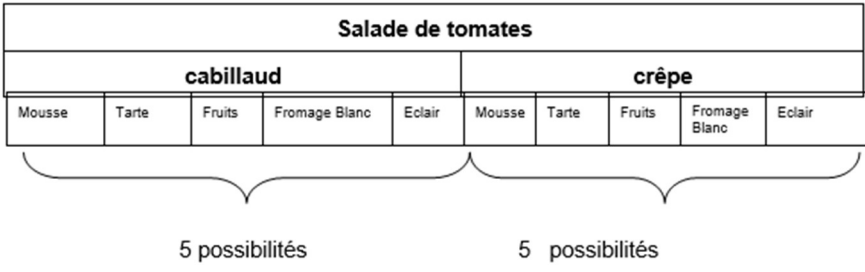 Salade de tomates
cabillaud crêpe
Mousse Tarte Fruits Fromage Blanc Eclair Mousse Tarte Fruits Fromage Eclair
Blanc
5 possibilités 5 possibilités